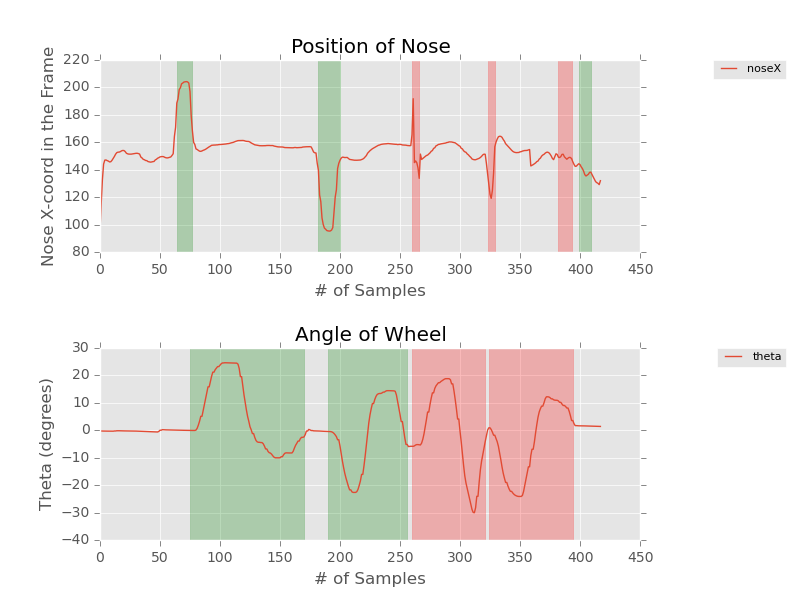 Position of Nose
Nose X-coord in the Frame
220
200
180
160
140
120
100
80
0 50 100 150 200 250 300 350 400 450
# of Samples
noseX
Angle of Wheel
Theta (degrees)
30
20
10
0
−10
−20
−30
−40
0 50 100 150 200 250 300 350 400 450
# of Samples
theta